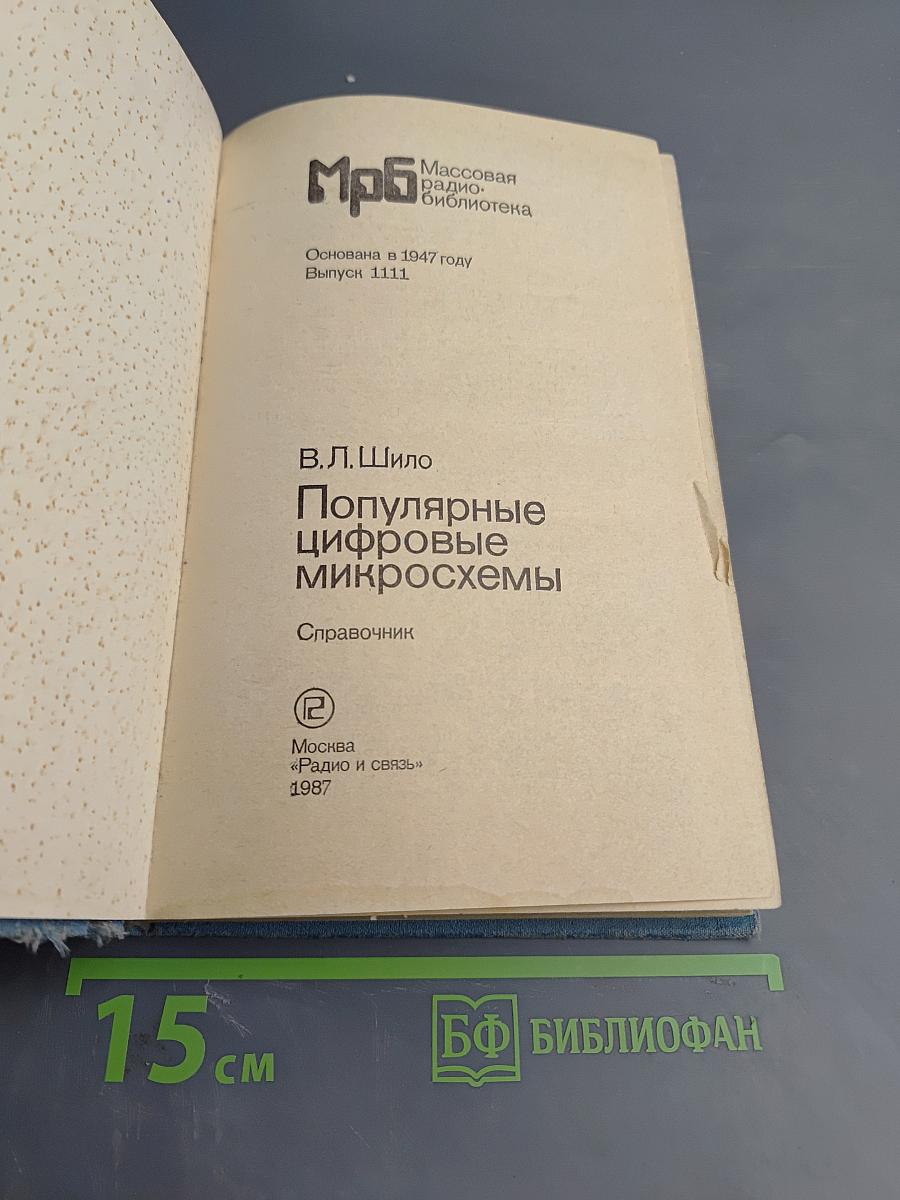 МрБ
Массовая
радио-
библиотека
Основана в 1947 году
Выпуск 1111
В. Л. Шило
Популярные
цифровые
микросхемы
Справочник
Москва
«Радио и связь»
1987
15 см
БФ БИБЛИОФАН